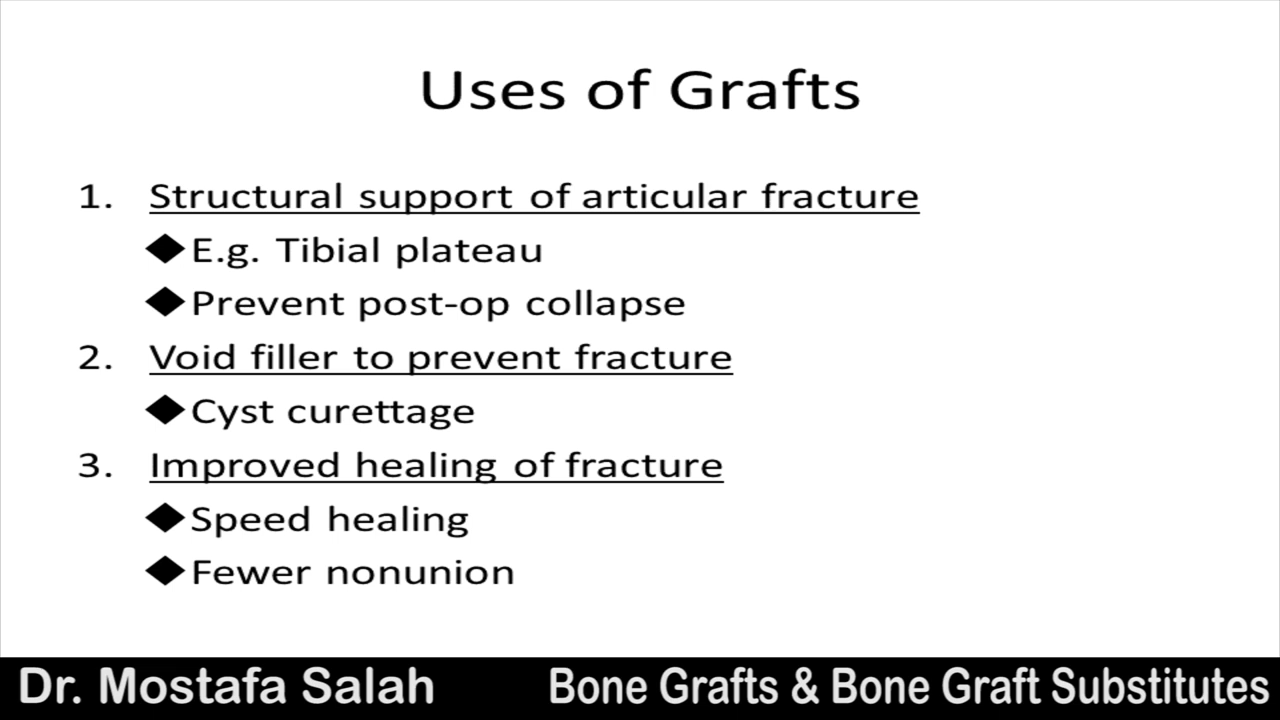 Uses of Grafts
1. Structural support of articular fracture
◆E.g. Tibial plateau
◆Prevent post-op collapse
2. Void filler to prevent fracture
◆Cyst curettage
3. Improved healing of fracture
◆Speed healing
◆Fewer nonunion
Dr. Mostafa Salah Bone Grafts & Bone Graft Substitutes